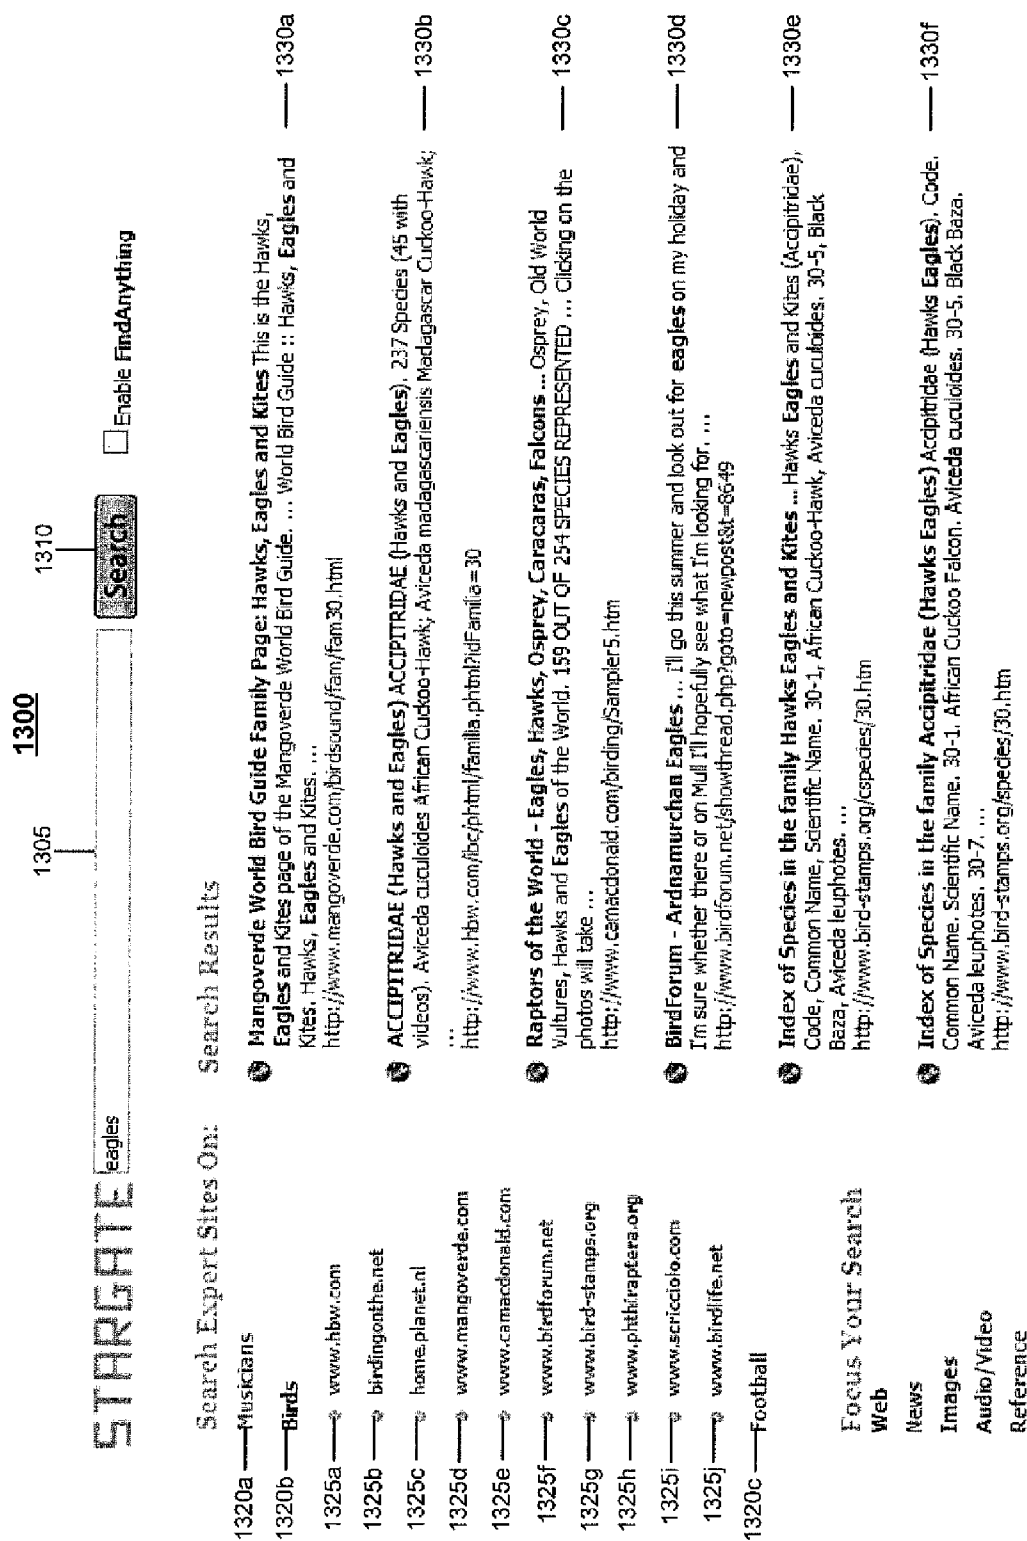 1300
1305
1310
STARGATE
eagles
Search
Enable FindAnything
Search Expert Sites On:
1320a
Musicians
1320b
Birds
1325a
www.hbw.com
1325b
birdingonthe.net
1325c
home.planet.nl
1325d
www.mangoverde.com
1325e
www.camacdonald.com
1325f
www.birdforum.net
1325g
www.bird-stamps.org
1325h
www.phthiraptera.org
1325i
www.scricciolo.com
1325j
www.birdlife.net
1320c
Football
Focus Your Search
Web
News
Images
Audio/Video
Reference
Search Results
Mangoverde World Bird Guide Family Page: Hawks, Eagles and Kites This is the Hawks,
Eagles and Kites page of the Mangoverde World Bird Guide. ... World Bird Guide :: Hawks, Eagles and
Kites. Hawks, Eagles and Kites. ...
http://www.mangoverde.com/birdsound/fam/fam30.html
1330a
ACCIPITRIDAE (Hawks and Eagles) ACCIPITRIDAE (Hawks and Eagles). 237 Species (45 with
videos). Aviceda cuculoides African Cuckoo-Hawk; Aviceda madagascariensis Madagascar Cuckoo-Hawk;
...
http://www.hbw.com/ibc/phtml/familia.phtml?idFamilia=30
1330b
Raptors of the World - Eagles, Hawks, Osprey, Caracaras, Falcons ... Osprey, Old World
Vultures, Hawks and Eagles of the World. 159 OUT OF 254 SPECIES REPRESENTED ... Clicking on the
photos will take ...
http://www.camacdonald.com/birding/Sampler5.htm
1330c
BirdForum - Ardnamurchan Eagles ... I'll go this summer and look out for eagles on my holiday and
I'm sure whether there or on Mull I'll hopefully see what I'm looking for. ...
http://www.birdforum.net/showthread.php?goto=newpost&t=8649
1330d
Index of Species in the family Hawks Eagles and Kites ... Hawks Eagles and Kites (Accipitridae),
Code, Common Name, Scientific Name. 30-1, African Cuckoo-Hawk, Aviceda cuculoides. 30-5, Black
Baza, Aviceda leuphotes. ...
http://www.bird-stamps.org/cspecies/30.htm
1330e
Index of Species in the family Accipitridae (Hawks Eagles) Accipitridae (Hawks Eagles). Code.
Common Name. Scientific Name. 30-1. African Cuckoo Falcon. Aviceda cuculoides. 30-5. Black Baza.
Aviceda leuphotes. 30-7. ...
http://www.bird-stamps.org/species/30.htm
1330f